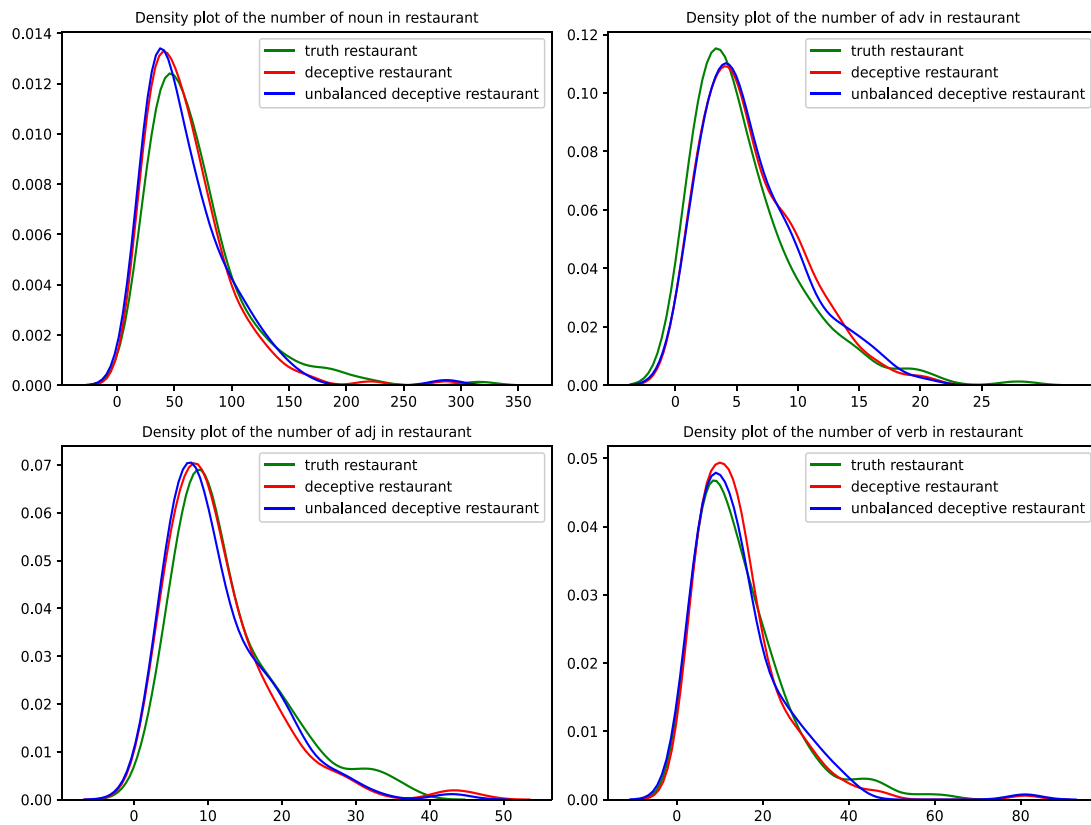 Density plot of the number of noun in restaurant
0.014
0.012
0.010
0.008
0.006
0.004
0.002
0.000
0 50 100 150 200 250 300 350
truth restaurant
deceptive restaurant
unbalanced deceptive restaurant
Density plot of the number of adv in restaurant
0.12
0.10
0.08
0.06
0.04
0.02
0.00
0 5 10 15 20 25
truth restaurant
deceptive restaurant
unbalanced deceptive restaurant
Density plot of the number of adj in restaurant
0.07
0.06
0.05
0.04
0.03
0.02
0.01
0.00
0 10 20 30 40 50
truth restaurant
deceptive restaurant
unbalanced deceptive restaurant
Density plot of the number of verb in restaurant
0.05
0.04
0.03
0.02
0.01
0.00
0 20 40 60 80
truth restaurant
deceptive restaurant
unbalanced deceptive restaurant